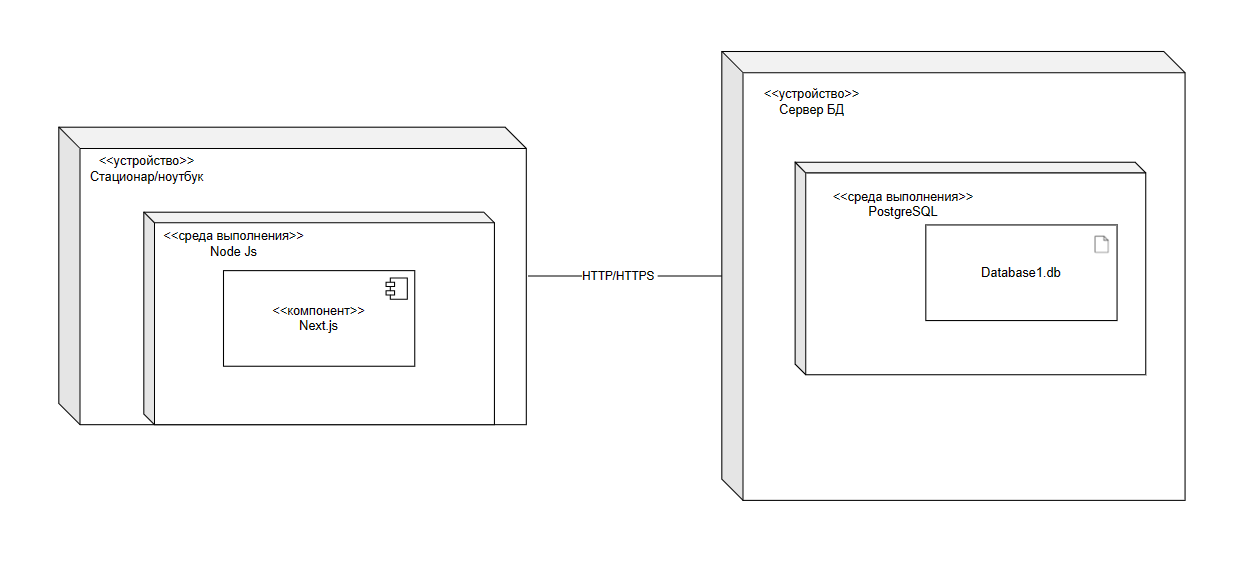 <<устройство>>
Стационар/ноутбук
<<среда выполнения>>
Node Js
<<компонент>>
Next.js
HTTP/HTTPS
<<устройство>>
Сервер БД
<<среда выполнения>>
PostgreSQL
Database1.db